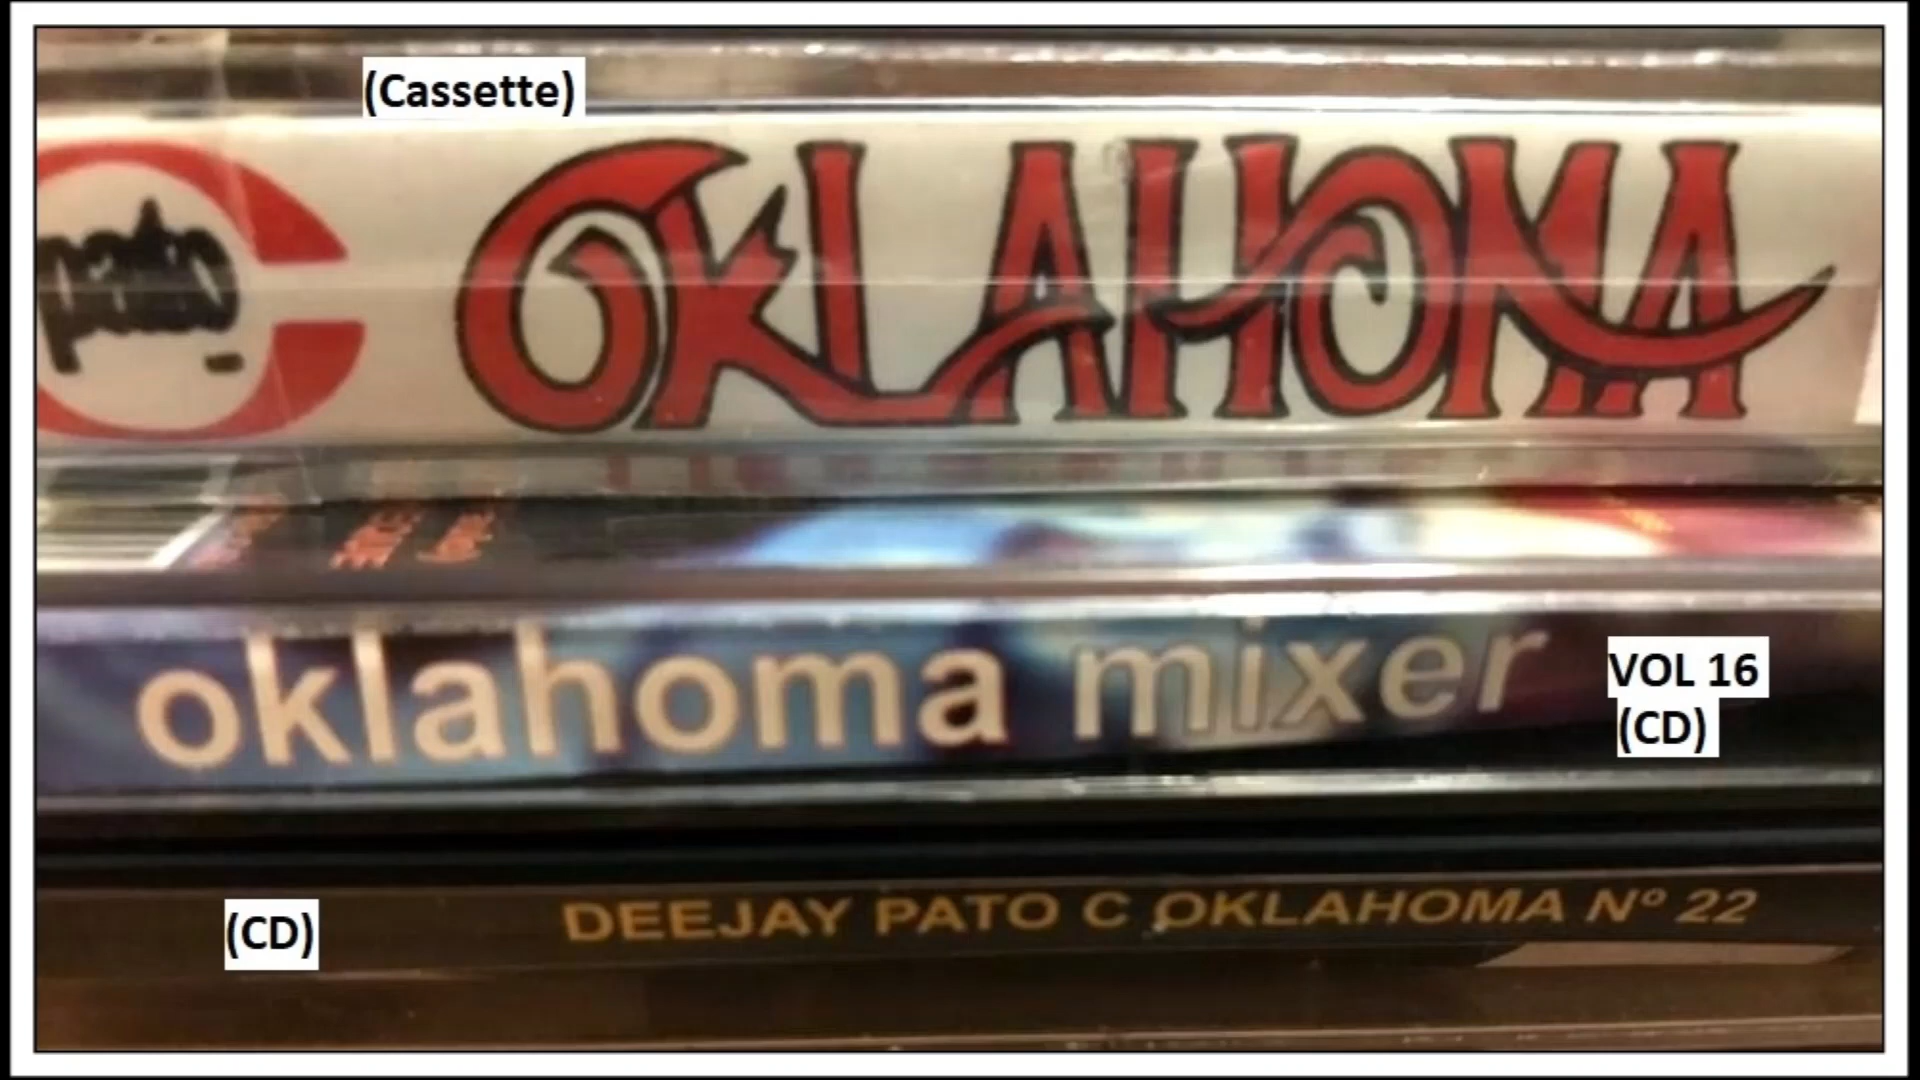 (Cassette)
pato C. OKLAHOMA
oklahoma mixer
VOL 16
(CD)
(CD)
DEEJAY PATO C OKLAHOMA Nº 22